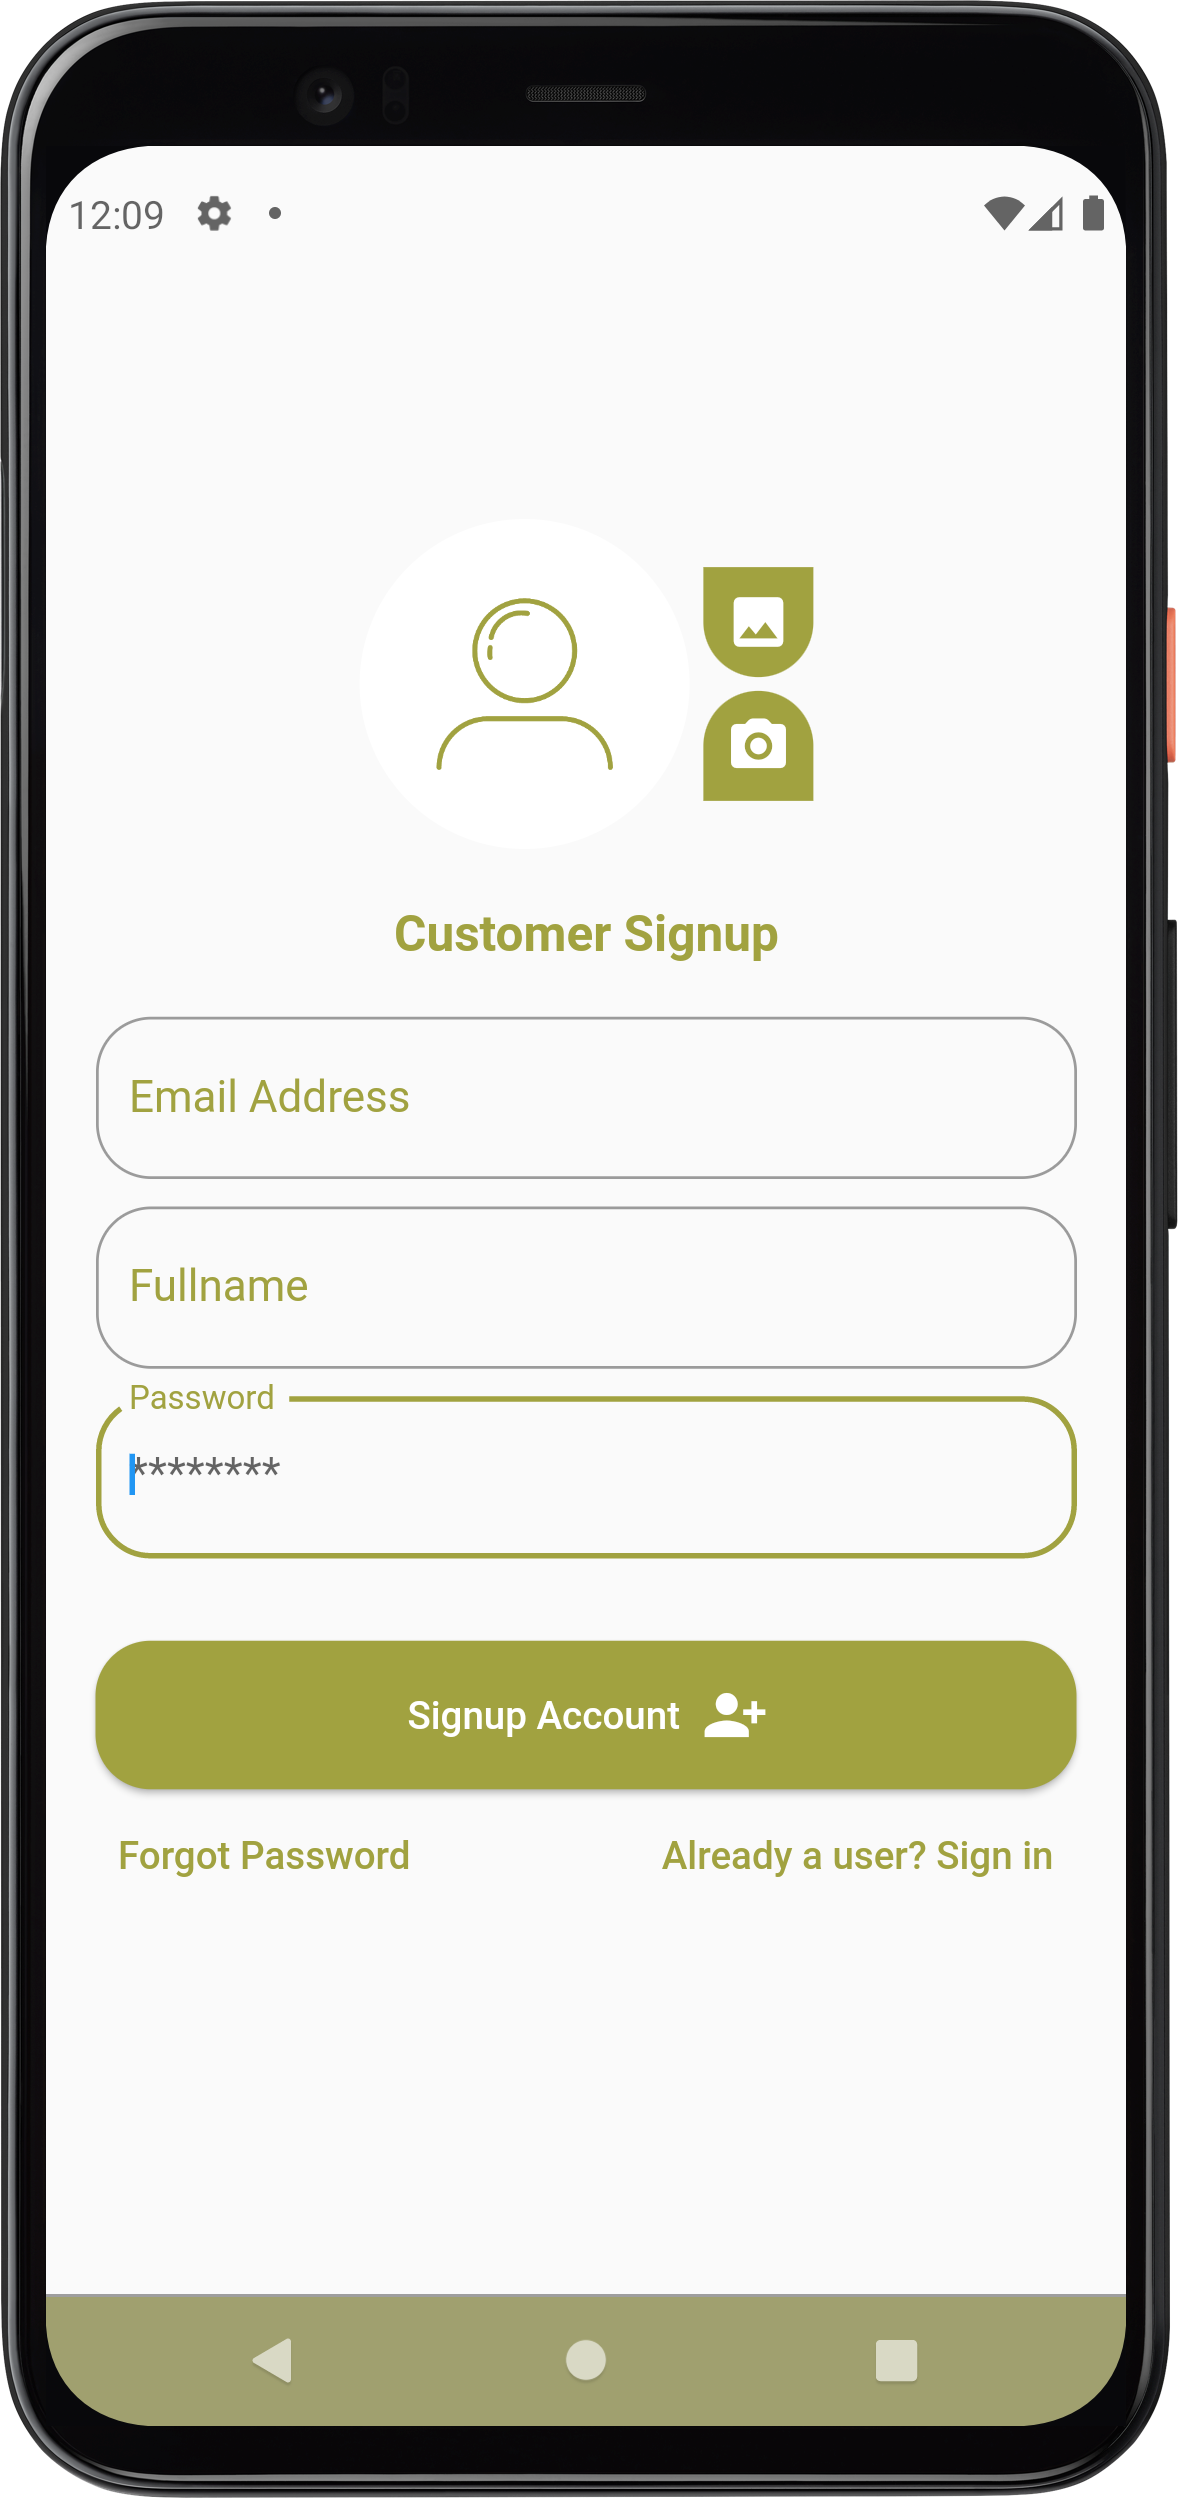 12:09
Customer Signup
Email Address
Fullname
Password
********
Signup Account
Forgot Password
Already a user? Sign in